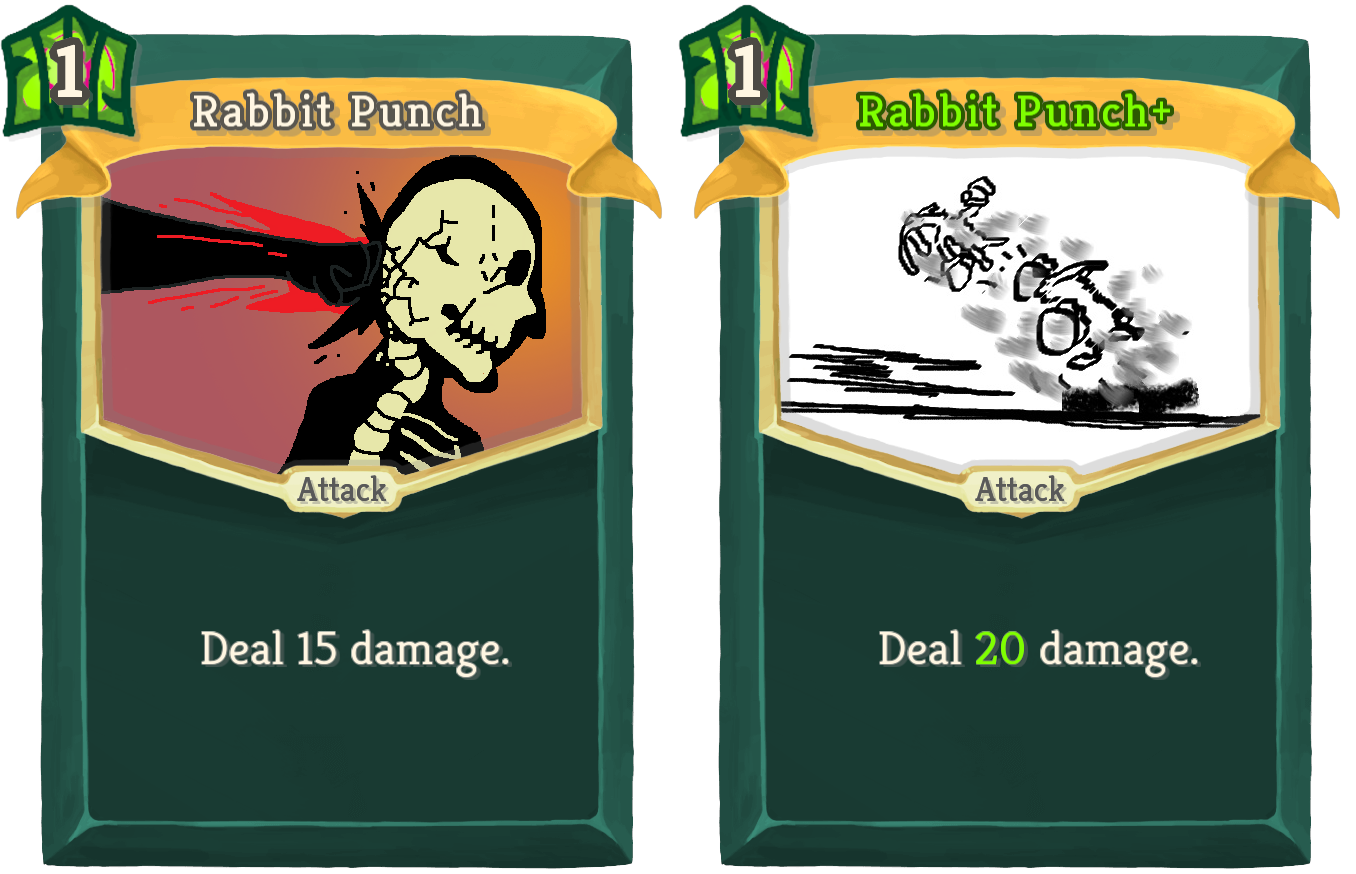 1
Rabbit Punch
Attack
Deal 15 damage.
1
Rabbit Punch+
Attack
Deal 20 damage.